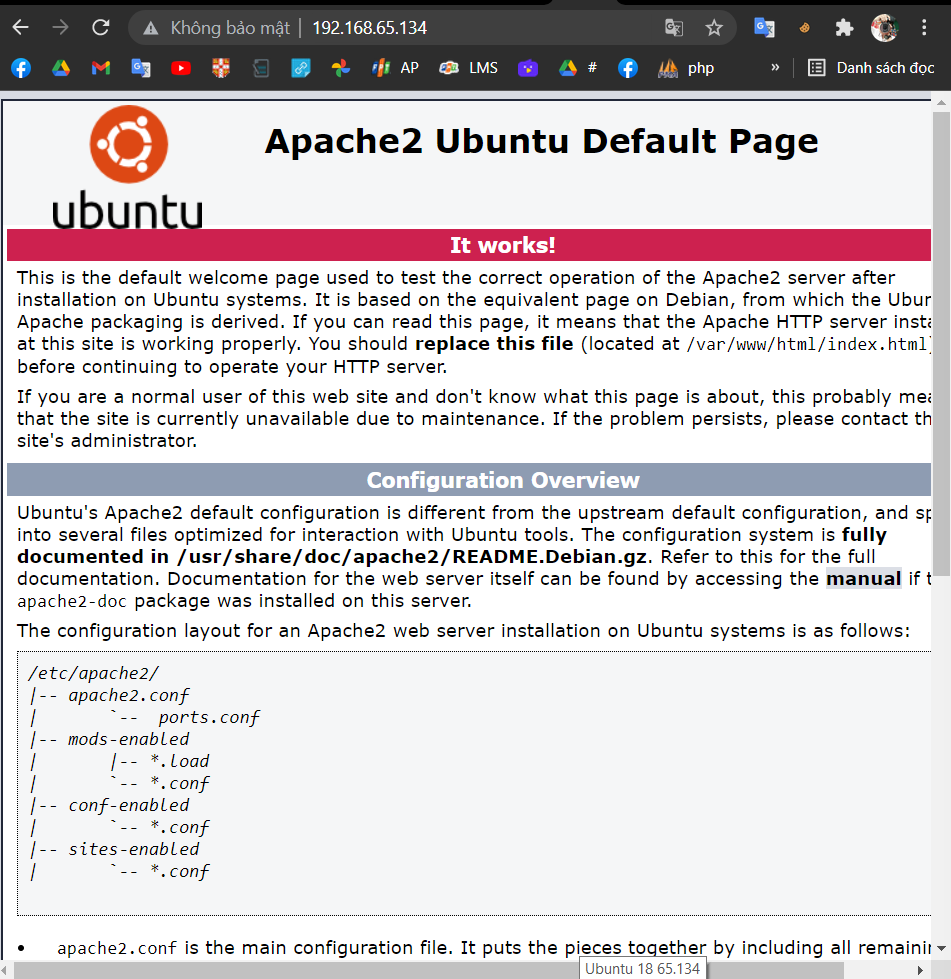 Không bảo mật | 192.168.65.134
AP
LMS
#
php
»
Danh sách đọc
ubuntu
Apache2 Ubuntu Default Page
It works!
This is the default welcome page used to test the correct operation of the Apache2 server after
installation on Ubuntu systems. It is based on the equivalent page on Debian, from which the
Apache packaging is derived. If you can read this page, it means that the Apache HTTP server
at this site is working properly. You should replace this file (located at /var/www/html/index.html)
before continuing to operate your HTTP server.
If you are a normal user of this web site and don't know what this page is about, this probably
that the site is currently unavailable due to maintenance. If the problem persists, please contact
site's administrator.
Configuration Overview
Ubuntu's Apache2 default configuration is different from the upstream default configuration, and
into several files optimized for interaction with Ubuntu tools. The configuration system is fully
documented in /usr/share/doc/apache2/README.Debian.gz. Refer to this for the full
documentation. Documentation for the web server itself can be found by accessing the manual if
apache2-doc package was installed on this server.
The configuration layout for an Apache2 web server installation on Ubuntu systems is as follows:
/etc/apache2/
|-- apache2.conf
|       `--  ports.conf
|-- mods-enabled
|       |-- *.load
|       `-- *.conf
|-- conf-enabled
|       `-- *.conf
|-- sites-enabled
|       `-- *.conf
• apache2.conf is the main configuration file. It puts the pieces together by including all
Ubuntu 18 65.134